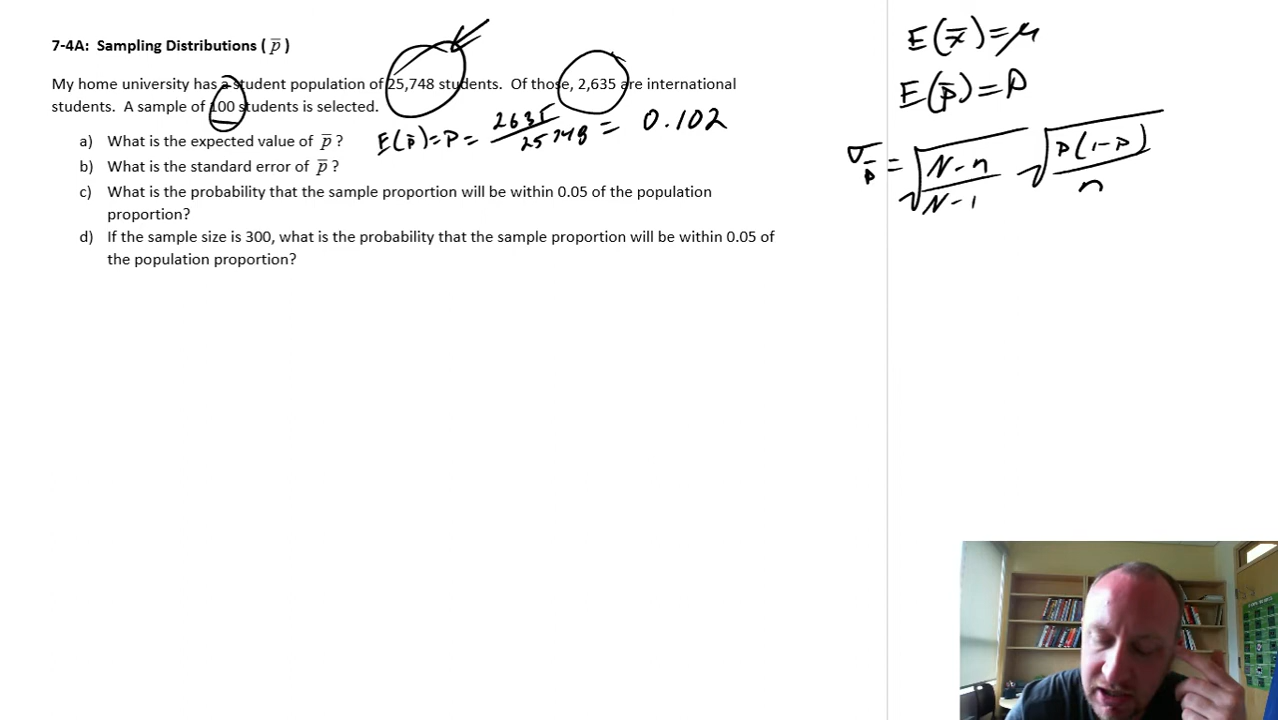 7-4A: Sampling Distributions ( p̅ )
My home university has a student population of 25,748 students. Of those, 2,635 are international
students. A sample of 100 students is selected.
a) What is the expected value of p̅ ?
E(p̅)=P= 2635/25748 = 0.102
b) What is the standard error of p̅ ?
c) What is the probability that the sample proportion will be within 0.05 of the population
proportion?
d) If the sample size is 300, what is the probability that the sample proportion will be within 0.05 of
the population proportion?
E(x̅)=μ
E(p̅)=P
σp̅ = √((N-n)/(N-1)) √(P(1-P)/n)